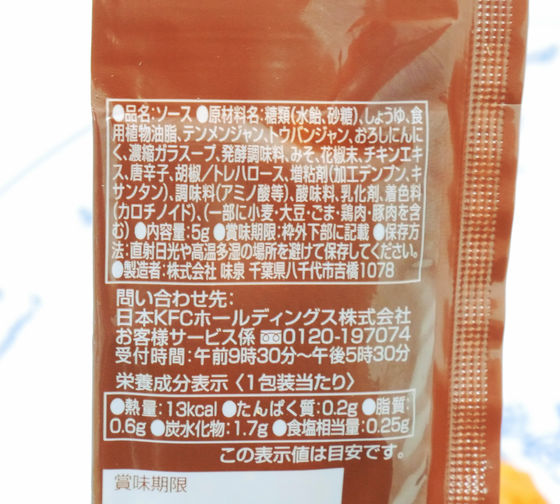 ●品名:ソース ●原材料名:糖類(水飴、砂糖)、しょうゆ、食
用植物油脂、テンメンジャン、トウバンジャン、おろしにんに
く、濃縮ガラスープ、発酵調味料、みそ、花椒末、チキンエキ
ス、唐辛子、胡椒/トレハロース、増粘剤(加工デンプン、キ
サンタン)、調味料(アミノ酸等)、酸味料、乳化剤、着色料
(カロチノイド)、(一部に小麦・大豆・ごま・鶏肉・豚肉を含
む) ●内容量:5g ●賞味期限:枠外下部に記載 ●保存方
法:直射日光や高温多湿の場所を避けて保存してください。
●製造者:株式会社 味泉 千葉県八千代市吉橋1078
問い合わせ先:
日本KFCホールディングス株式会社
お客様サービス係 0120-197074
受付時間:午前9時30分〜午後5時30分
栄養成分表示〈1包装当たり〉
●熱量:13kcal ●たんぱく質:0.2g ●脂質:
0.6g ●炭水化物:1.7g ●食塩相当量:0.25g
この表示値は目安です。
賞味期限